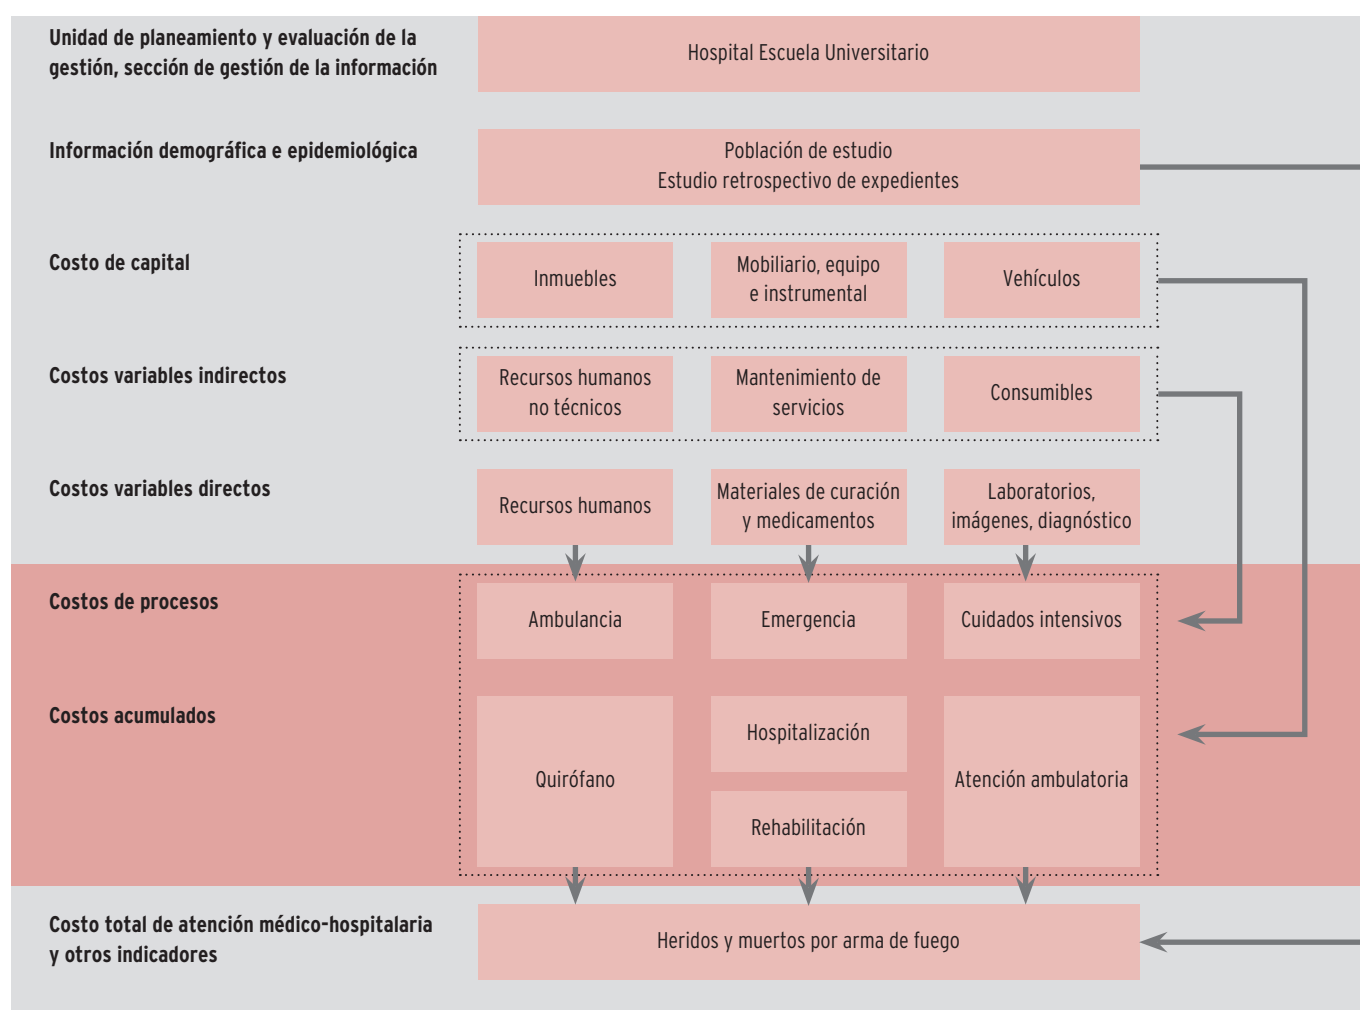 Unidad de planeamiento y evaluación de la
gestión, sección de gestión de la información
Hospital Escuela Universitario
Información demográfica e epidemiológica
Población de estudio
Estudio retrospectivo de expedientes
Costo de capital
Inmuebles
Mobiliario, equipo
e instrumental
Vehículos
Costos variables indirectos
Recursos humanos
no técnicos
Mantenimiento de
servicios
Consumibles
Costos variables directos
Recursos humanos
Materiales de curación
y medicamentos
Laboratorios,
imágenes, diagnóstico
Costos de procesos
Ambulancia
Emergencia
Cuidados intensivos
Costos acumulados
Quirófano
Hospitalización
Rehabilitación
Atención ambulatoria
Costo total de atención médico-hospitalaria
y otros indicadores
Heridos y muertos por arma de fuego